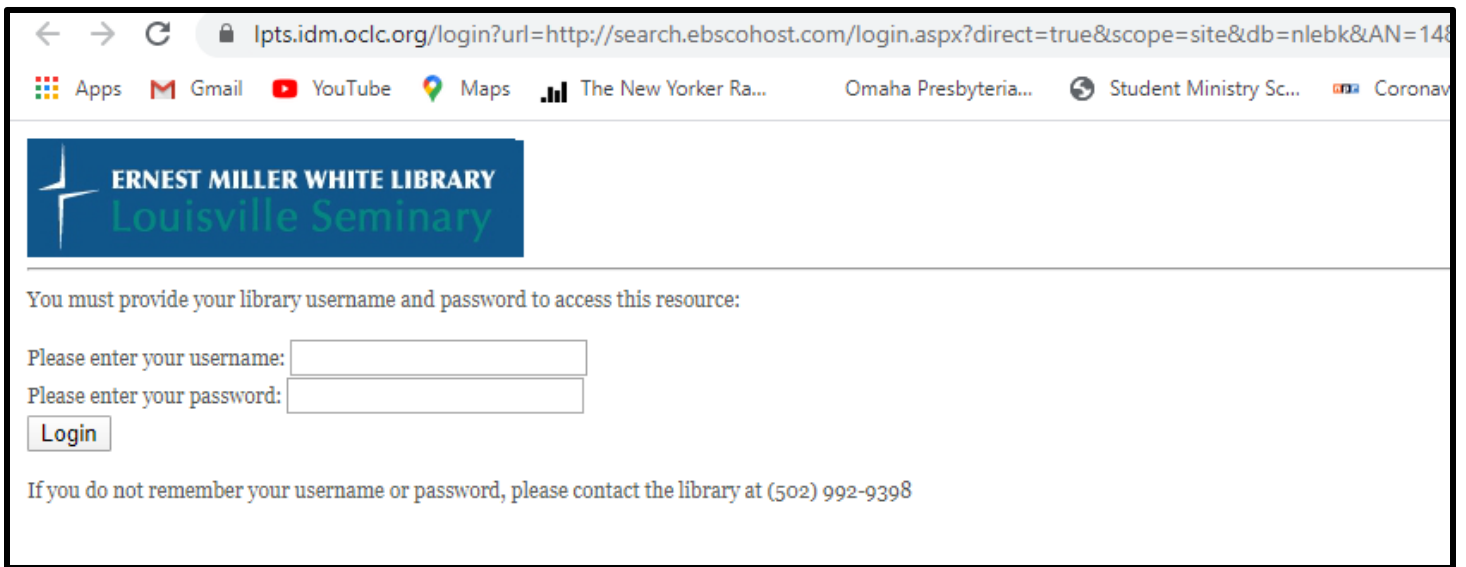 lpts.idm.oclc.org/login?url=http://search.ebscohost.com/login.aspx?direct=true&scope=site&db=nlebk&AN=148
Apps Gmail YouTube Maps The New Yorker Ra... Omaha Presbyteria... Student Ministry Sc... Coronav
ERNEST MILLER WHITE LIBRARY
Louisville Seminary
You must provide your library username and password to access this resource:
Please enter your username:
Please enter your password:
Login
If you do not remember your username or password, please contact the library at (502) 992-9398